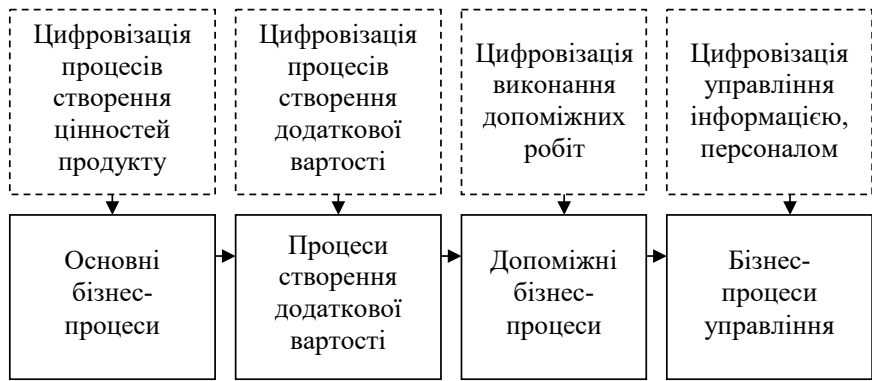 Цифровізація
процесів
створення
цінностей
продукту
Цифровізація
процесів
створення
додаткової
вартості
Цифровізація
виконання
допоміжних
робіт
Цифровізація
управління
інформацією,
персоналом
Основні
бізнес-
процеси
Процеси
створення
додаткової
вартості
Допоміжні
бізнес-
процеси
Бізнес-
процеси
управління